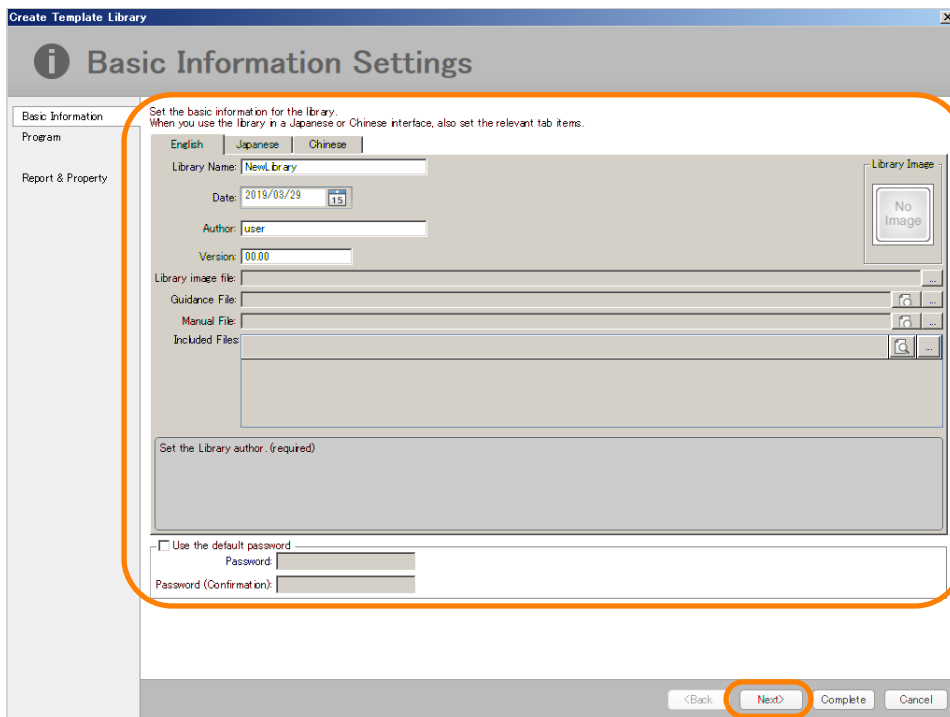 Create Template Library
Basic Information Settings
Basic Information
Program
Report & Property
Set the basic information for the library.
When you use the library in a Japanese or Chinese interface, also set the relevant tab items.
English Japanese Chinese
Library Name: NewLibrary
Library Image
No
Image
Date: 2019/03/29 15
Author: user
Version: 00.00
Library image file: ...
Guidance File: ...
Manual File: ...
Included Files: ...
Set the Library author. (required)
Use the default password
Password:
Password (Confirmation):
<Back Next> Complete Cancel